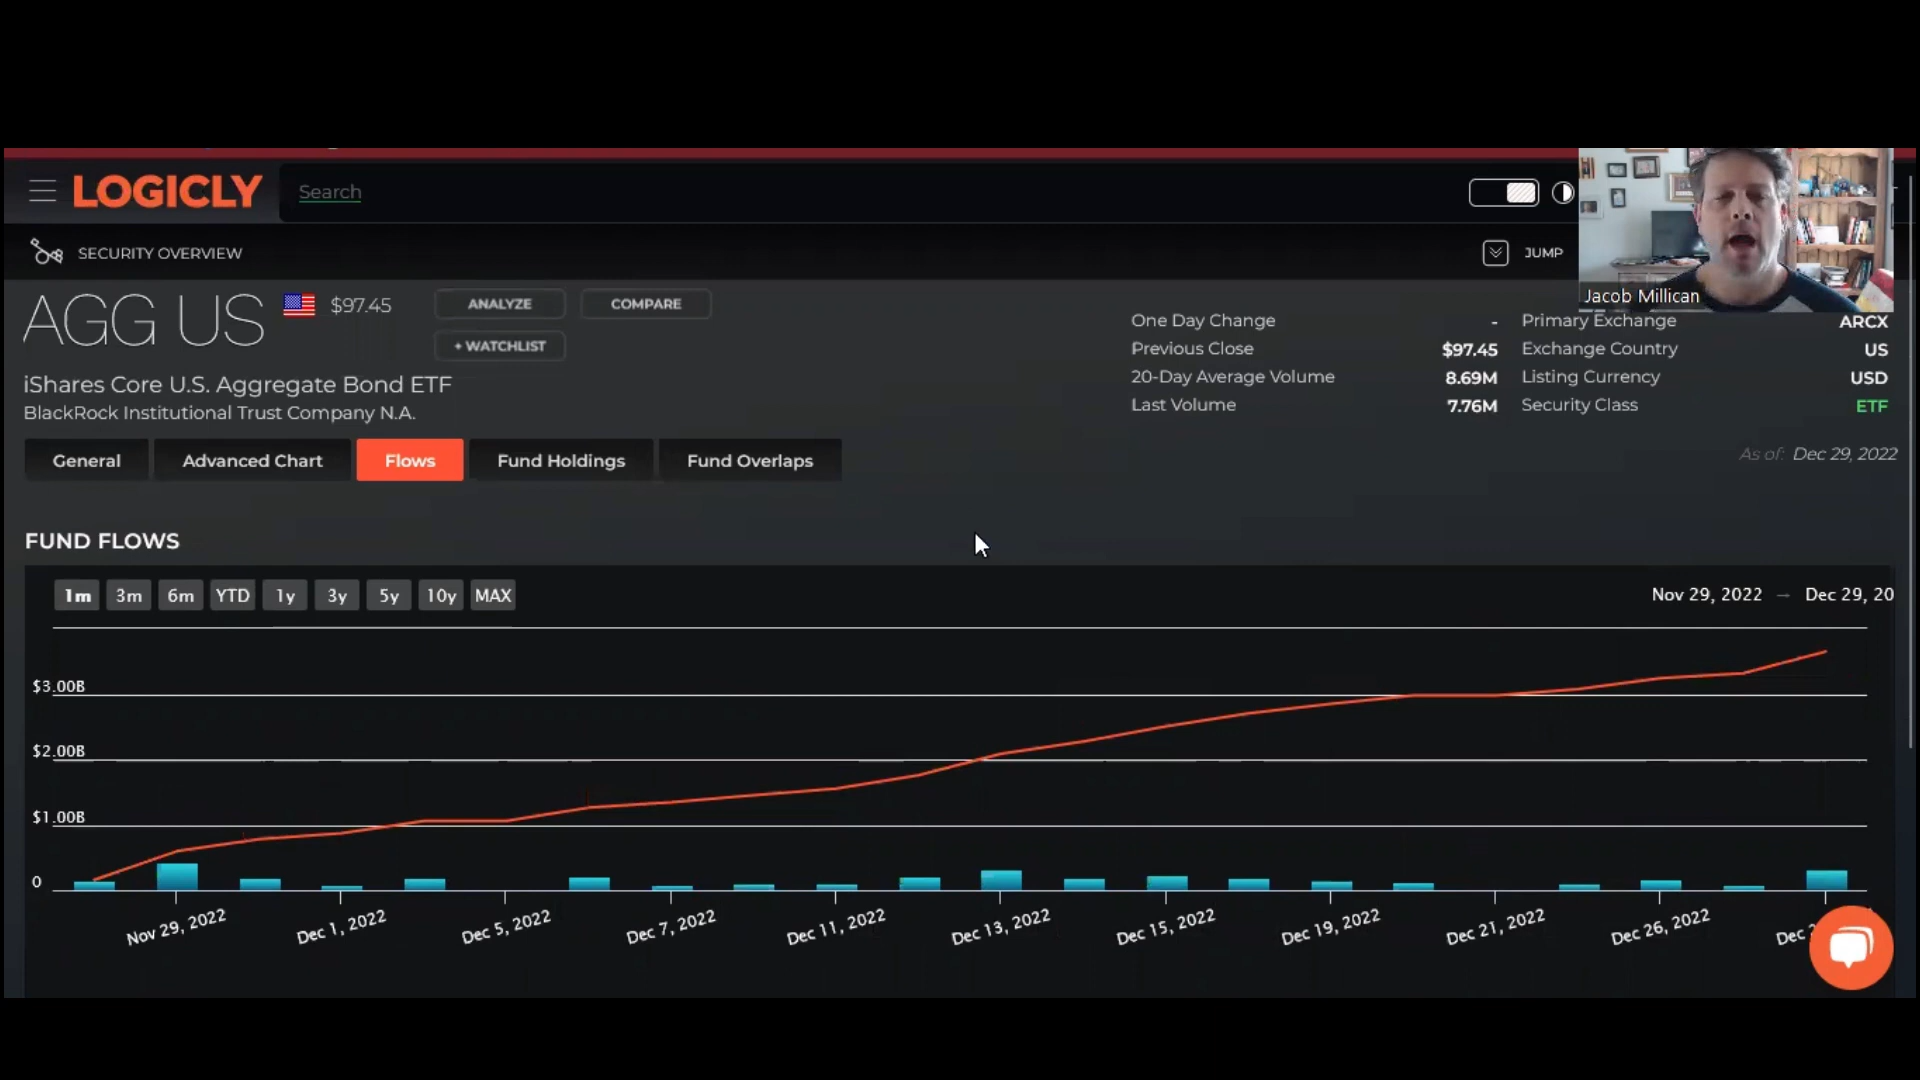 LOGICLY
Search
SECURITY OVERVIEW
JUMP
Jacob Millican
AGG US
$97.45
ANALYZE
COMPARE
+ WATCHLIST
iShares Core U.S. Aggregate Bond ETF
BlackRock Institutional Trust Company N.A.
One Day Change -
Previous Close $97.45
20-Day Average Volume 8.69M
Last Volume 7.76M
Primary Exchange ARCX
Exchange Country US
Listing Currency USD
Security Class ETF
General Advanced Chart Flows Fund Holdings Fund Overlaps
As of: Dec 29, 2022
FUND FLOWS
1m 3m 6m YTD 1y 3y 5y 10y MAX
Nov 29, 2022 → Dec 29, 20
$3.00B
$2.00B
$1.00B
0
Nov 29, 2022 Dec 1, 2022 Dec 5, 2022 Dec 7, 2022 Dec 11, 2022 Dec 13, 2022 Dec 15, 2022 Dec 19, 2022 Dec 21, 2022 Dec 26, 2022 Dec